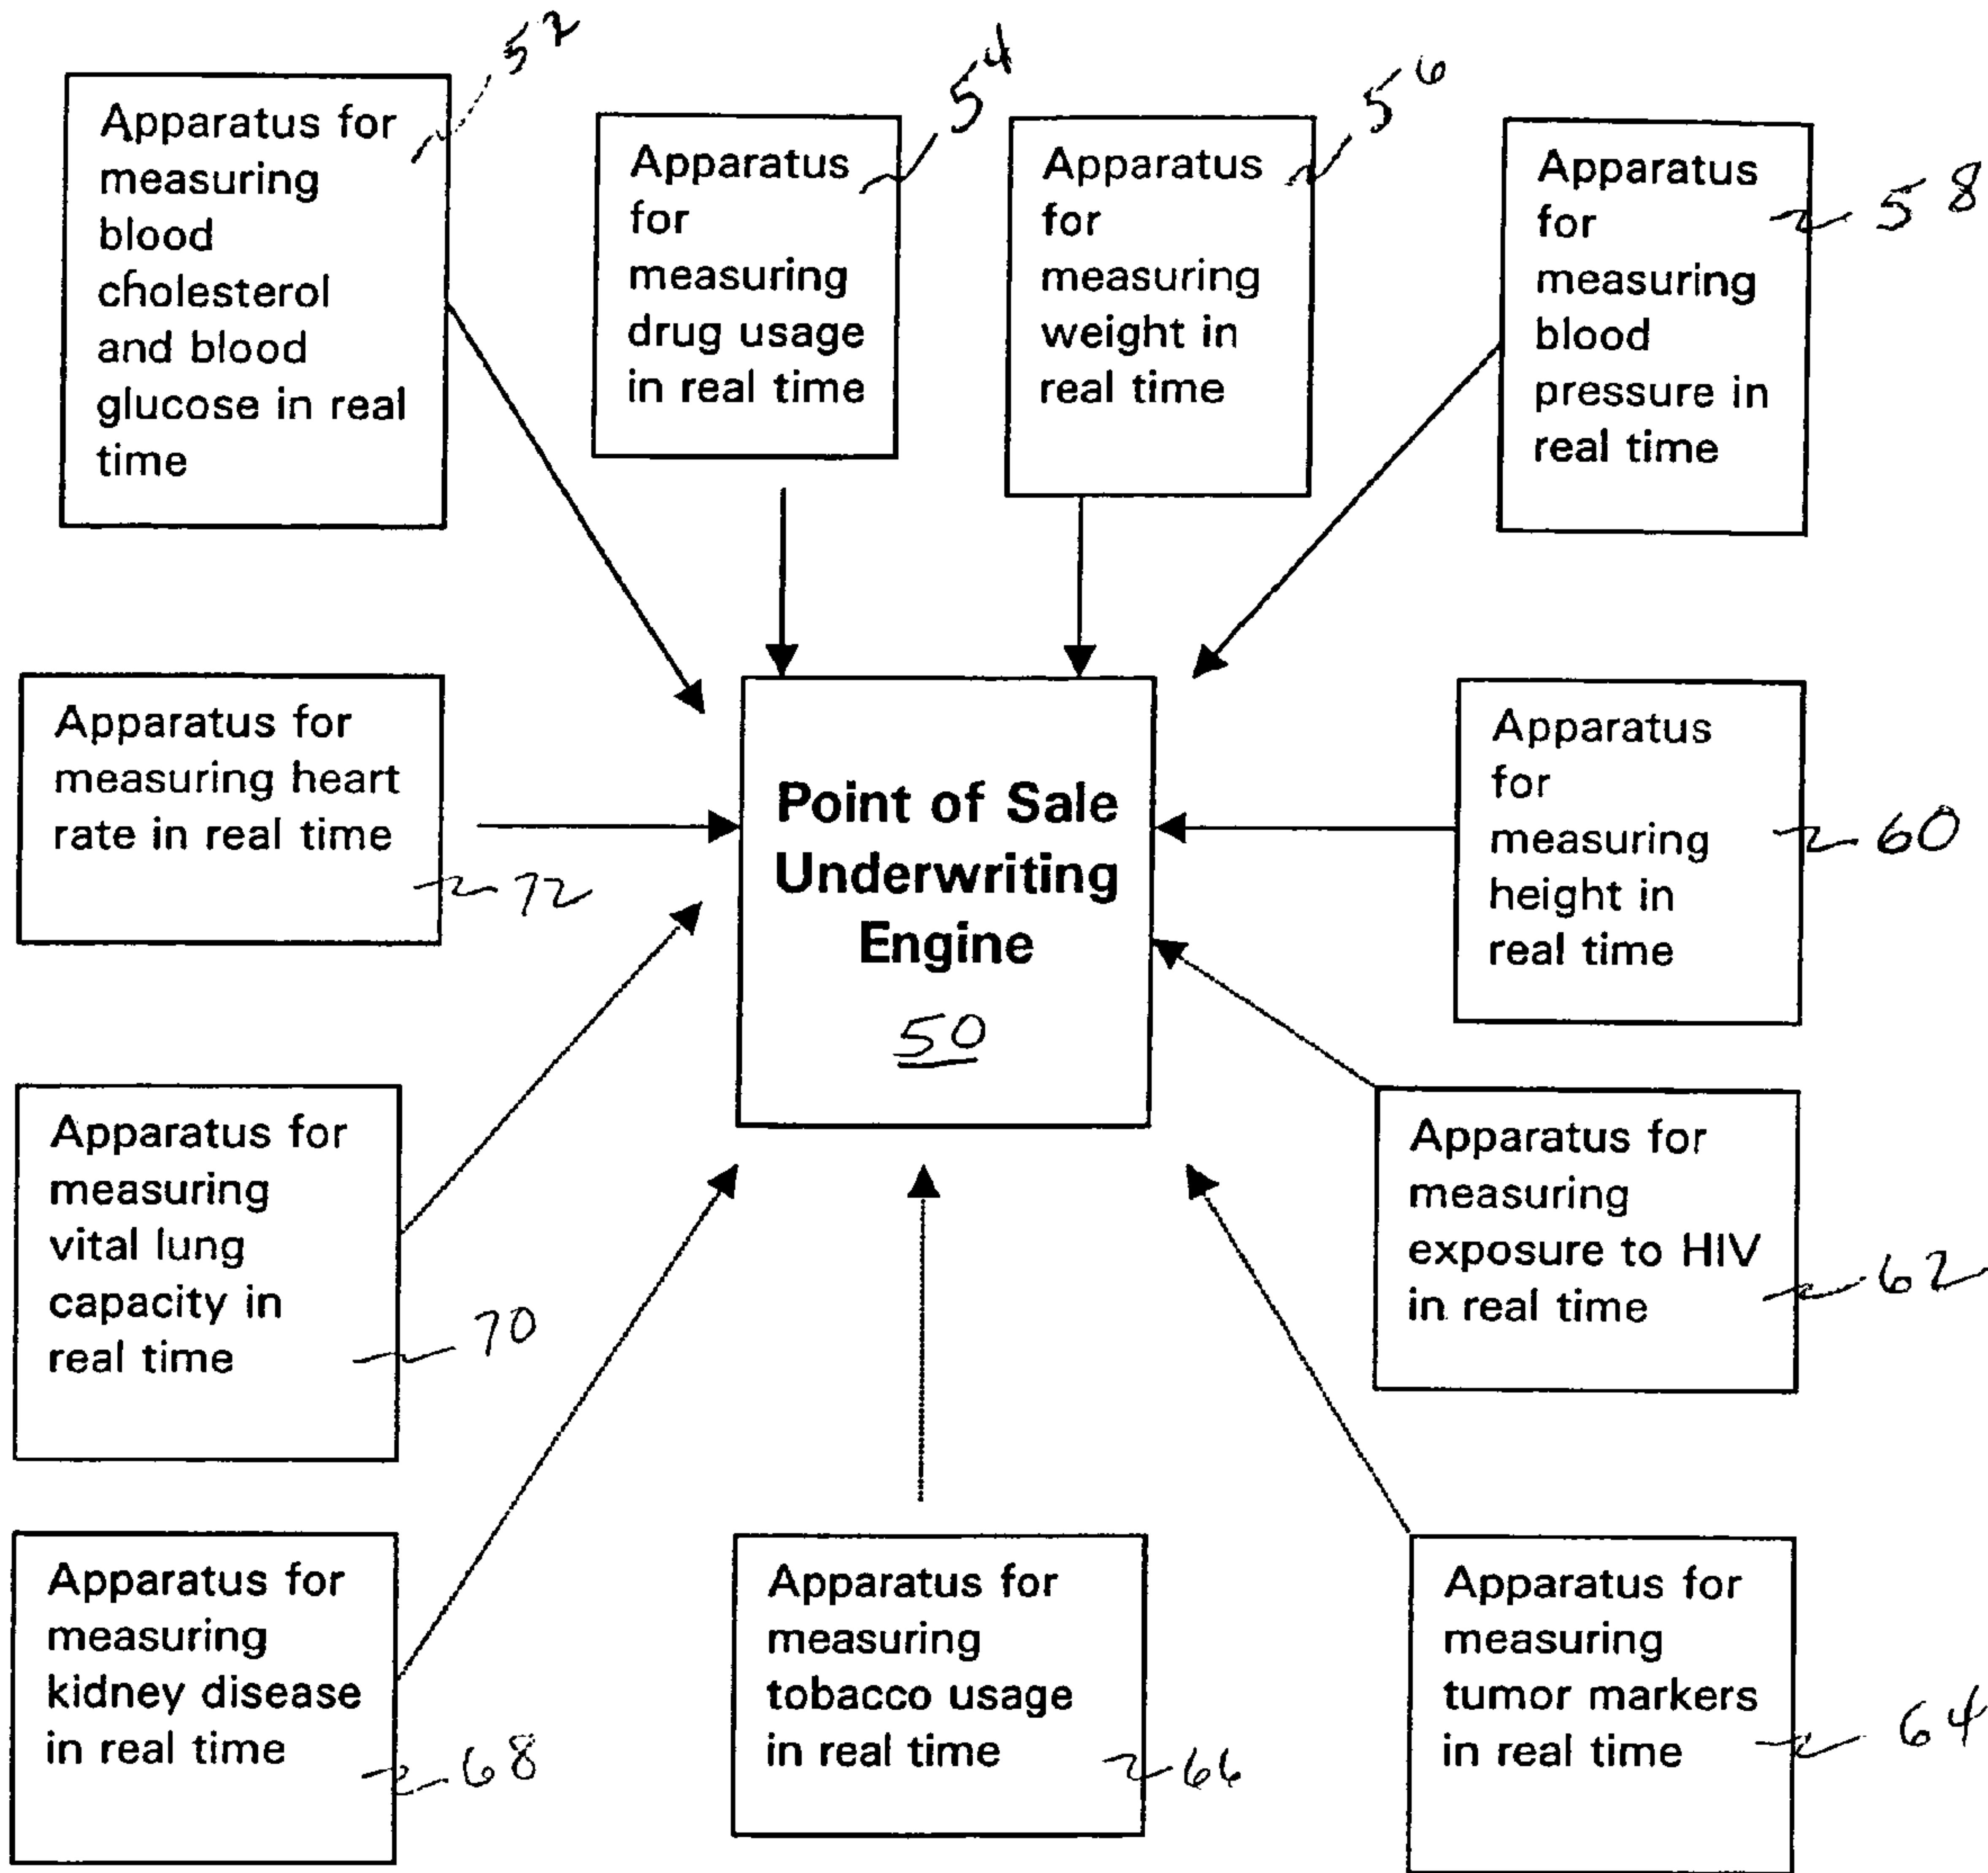 52
Apparatus for
measuring
blood
cholesterol
and blood
glucose in real
time
54
Apparatus
for
measuring
drug usage
in real time
56
Apparatus
for
measuring
weight in
real time
58
Apparatus
for
measuring
blood
pressure in
real time
Apparatus for
measuring heart
rate in real time
72
Point of Sale
Underwriting
Engine
50
Apparatus
for
measuring
height in
real time
60
Apparatus for
measuring
vital lung
capacity in
real time
70
Apparatus for
measuring
exposure to HIV
in real time
62
Apparatus for
measuring
kidney disease
in real time
68
Apparatus for
measuring
tobacco usage
in real time
66
Apparatus for
measuring
tumor markers
in real time
64